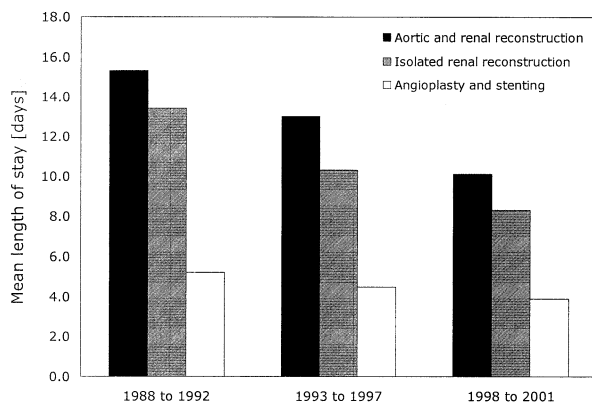 Mean length of stay [days]
18.0
16.0
14.0
12.0
10.0
8.0
6.0
4.0
2.0
0.0
Aortic and renal reconstruction
Isolated renal reconstruction
Angioplasty and stenting
1988 to 1992
1993 to 1997
1998 to 2001